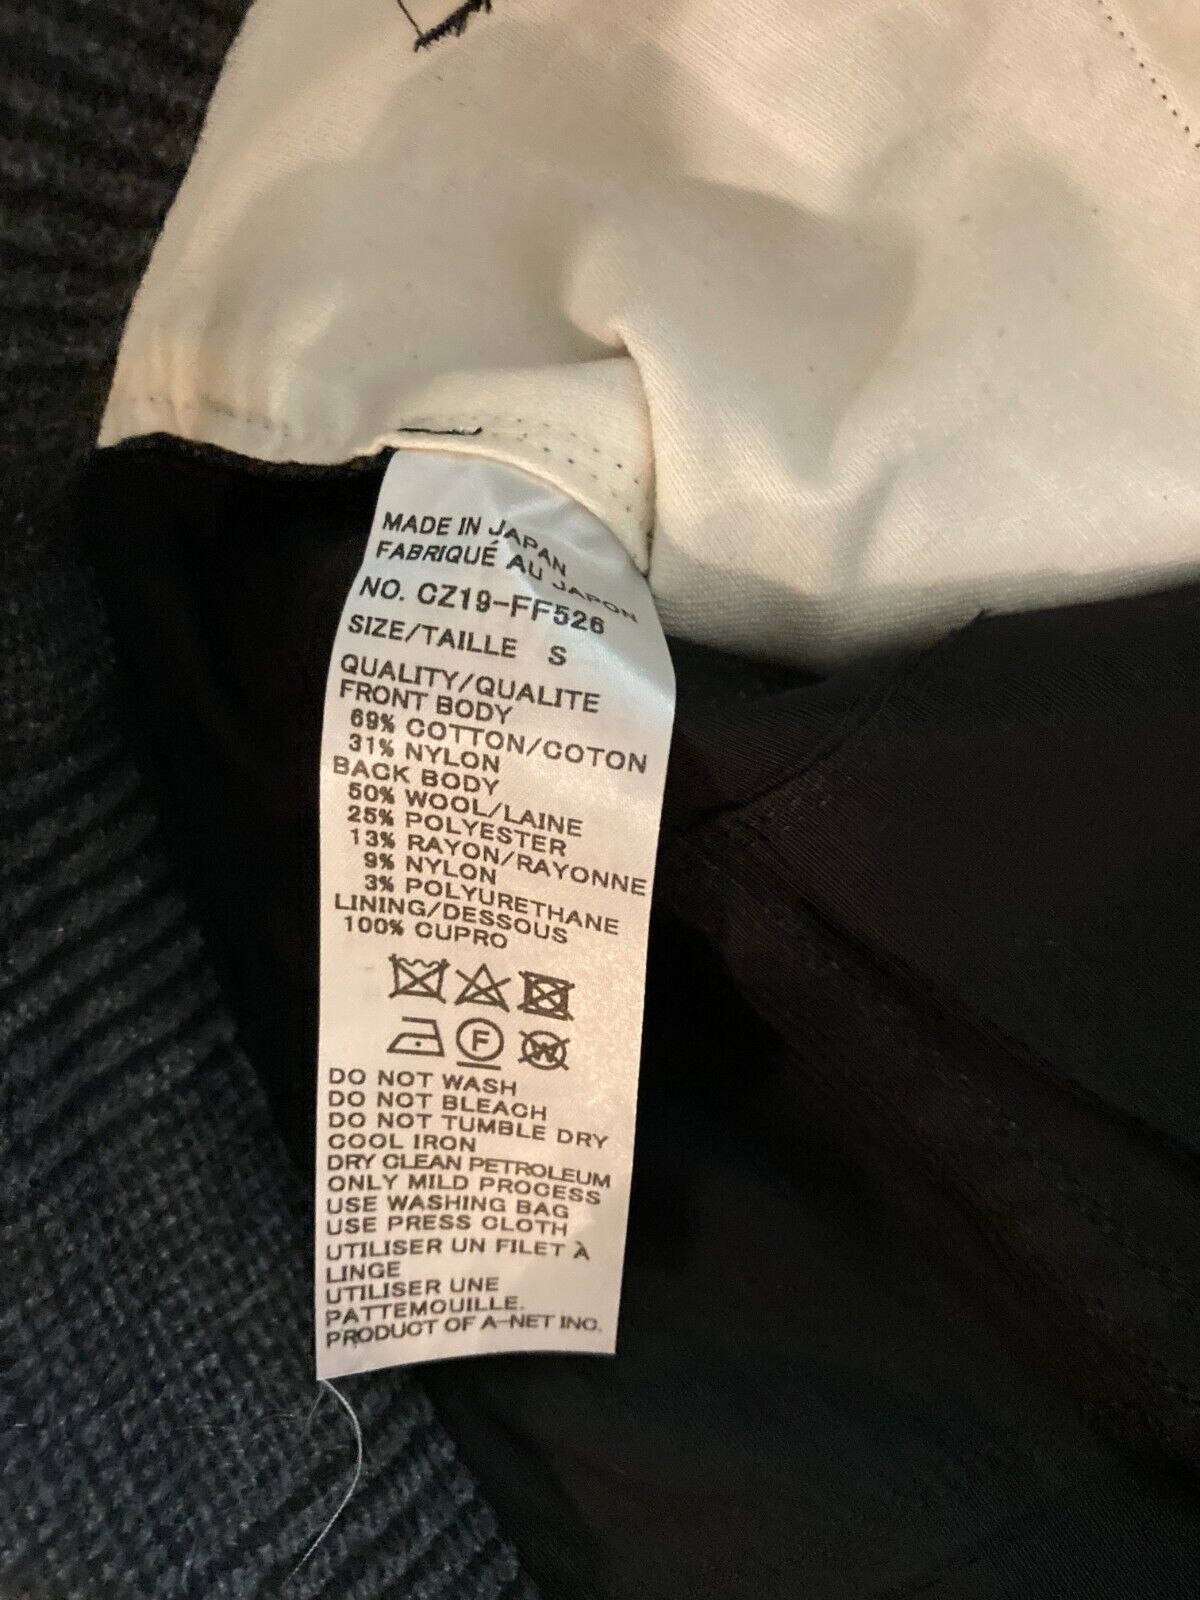 MADE IN JAPAN
FABRIQUÉ AU JAPON
NO. CZ19-FF526
SIZE/TAILLE S
QUALITY/QUALITE
FRONT BODY
69% COTTON/COTON
31% NYLON
BACK BODY
50% WOOL/LAINE
25% POLYESTER
13% RAYON/RAYONNE
9% NYLON
3% POLYURETHANE
LINING/DESSOUS
100% CUPRO
F W
DO NOT WASH
DO NOT BLEACH
DO NOT TUMBLE DRY
COOL IRON
DRY CLEAN PETROLEUM
ONLY MILD PROCESS
USE WASHING BAG
USE PRESS CLOTH
UTILISER UN FILET À
LINGE
UTILISER UNE
PATTEMOUILLE.
PRODUCT OF A-NET INC.